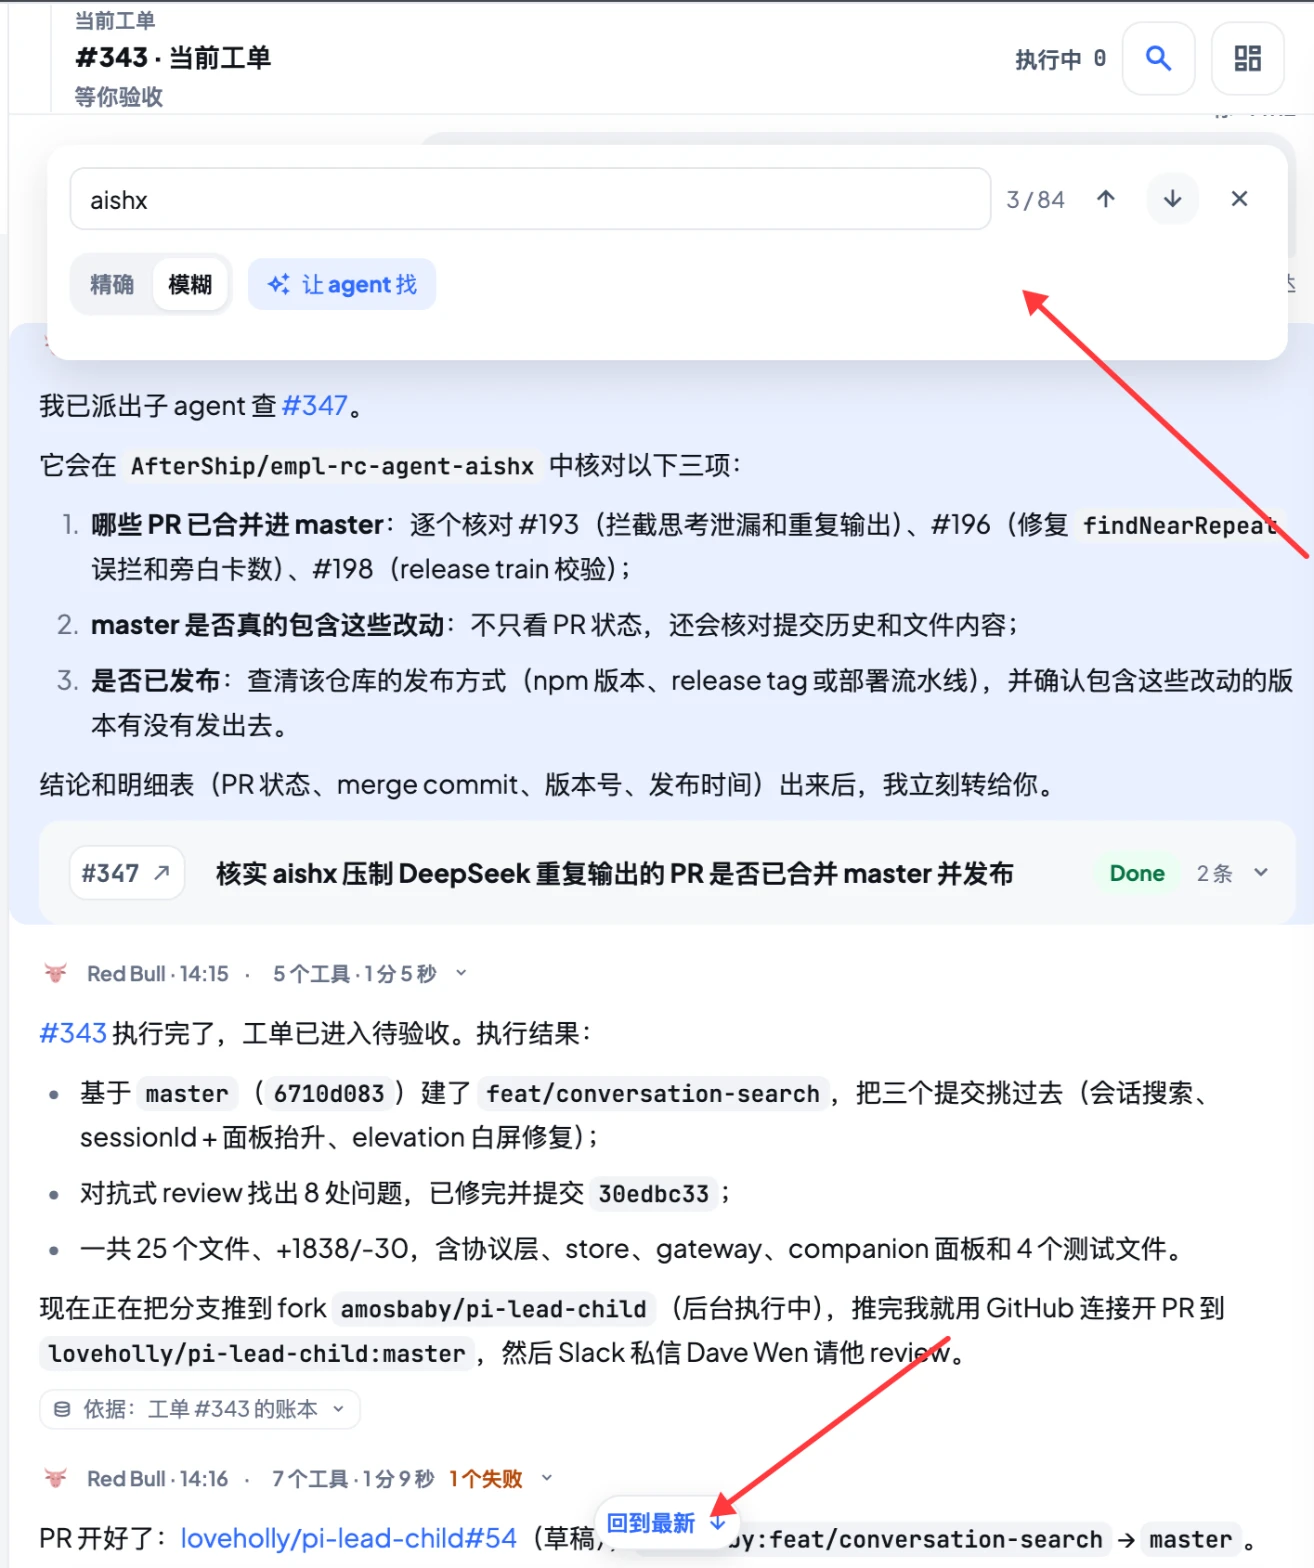 当前工单
#343 · 当前工单
等你验收
执行中 0
aishx
3/84
精确
模糊
让 agent 找
我已派出子 agent 查 #347。
它会在 AfterShip/empl-rc-agent-aishx 中核对以下三项：
1. 哪些 PR 已合并进 master：逐个核对 #193（拦截思考泄漏和重复输出）、#196（修复 findNearRepeat
误拦和旁白卡数）、#198（release train 校验）；
2. master 是否真的包含这些改动：不只看 PR 状态，还会核对提交历史和文件内容；
3. 是否已发布：查清该仓库的发布方式（npm 版本、release tag 或部署流水线），并确认包含这些改动的版
本有没有发出去。
结论和明细表（PR 状态、merge commit、版本号、发布时间）出来后，我立刻转给你。
#347 ↗ 核实 aishx 压制 DeepSeek 重复输出的 PR 是否已合并 master 并发布 Done 2 条
Red Bull · 14:15 · 5 个工具 · 1 分 5 秒
#343 执行完了，工单已进入待验收。执行结果：
• 基于 master（6710d083）建了 feat/conversation-search，把三个提交挑过去（会话搜索、
sessionId + 面板抬升、elevation 白屏修复）；
• 对抗式 review 找出 8 处问题，已修完并提交 30edbc33；
• 一共 25 个文件、+1838/-30，含协议层、store、gateway、companion 面板和 4 个测试文件。
现在正在把分支推到 fork amosbaby/pi-lead-child（后台执行中），推完我就用 GitHub 连接开 PR 到
loveholly/pi-lead-child:master，然后 Slack 私信 Dave Wen 请他 review。
依据：工单 #343 的账本
Red Bull · 14:16 · 7 个工具 · 1 分 9 秒 1 个失败
回到最新 ↓
PR 开好了：loveholly/pi-lead-child#54（草稿）, by:feat/conversation-search → master。